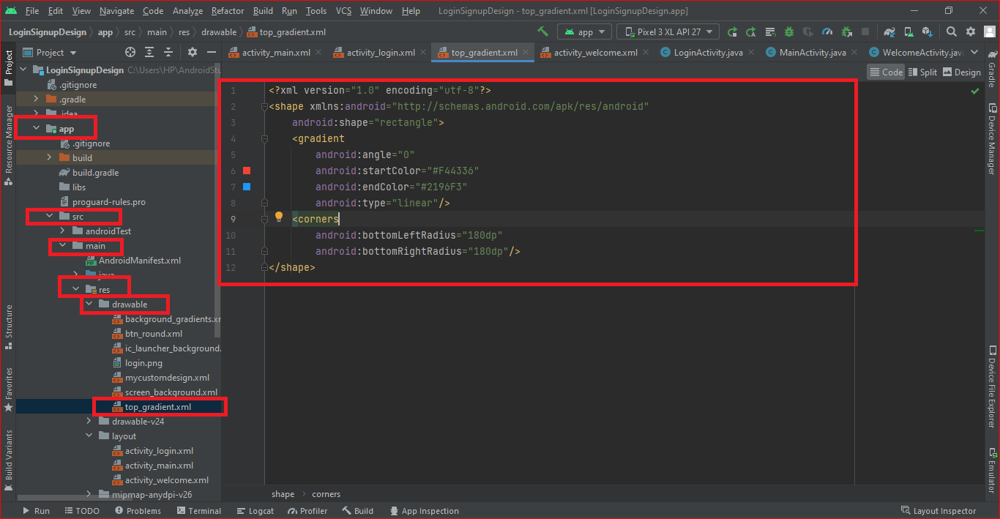 File Edit View Navigate Code Analyze Refactor Build Run Tools VCS Window Help LoginSignupDesign - top_gradient.xml [LoginSignupDesign.app]
LoginSignupDesign app src main res drawable top_gradient.xml app Pixel 3 XL API 27
Project activity_main.xml activity_login.xml top_gradient.xml activity_welcome.xml LoginActivity.java MainActivity.java WelcomeActivity.java
Code Split Design
LoginSignupDesign C:\Users\HP\AndroidStu
.gitignore
.gradle
.idea
app
.gitignore
build
build.gradle
libs
proguard-rules.pro
src
androidTest
main
AndroidManifest.xml
java
res
drawable
background_gradients.xm
btn_round.xml
ic_launcher_background.
login.png
mycustomdesign.xml
screen_background.xml
top_gradient.xml
drawable-v24
layout
activity_login.xml
activity_main.xml
activity_welcome.xml
mipmap-anydpi-v26
1 <?xml version="1.0" encoding="utf-8"?>
2 <shape xmlns:android="http://schemas.android.com/apk/res/android"
3 android:shape="rectangle">
4 <gradient
5 android:angle="0"
6 android:startColor="#F44336"
7 android:endColor="#2196F3"
8 android:type="linear"/>
9 <corners
10 android:bottomLeftRadius="180dp"
11 android:bottomRightRadius="180dp"/>
12 </shape>
shape corners
Project
Resource Manager
Structure
Favorites
Build Variants
Gradle
Device Manager
Device File Explorer
Emulator
Run TODO Problems Terminal Logcat Profiler Build App Inspection Layout Inspector